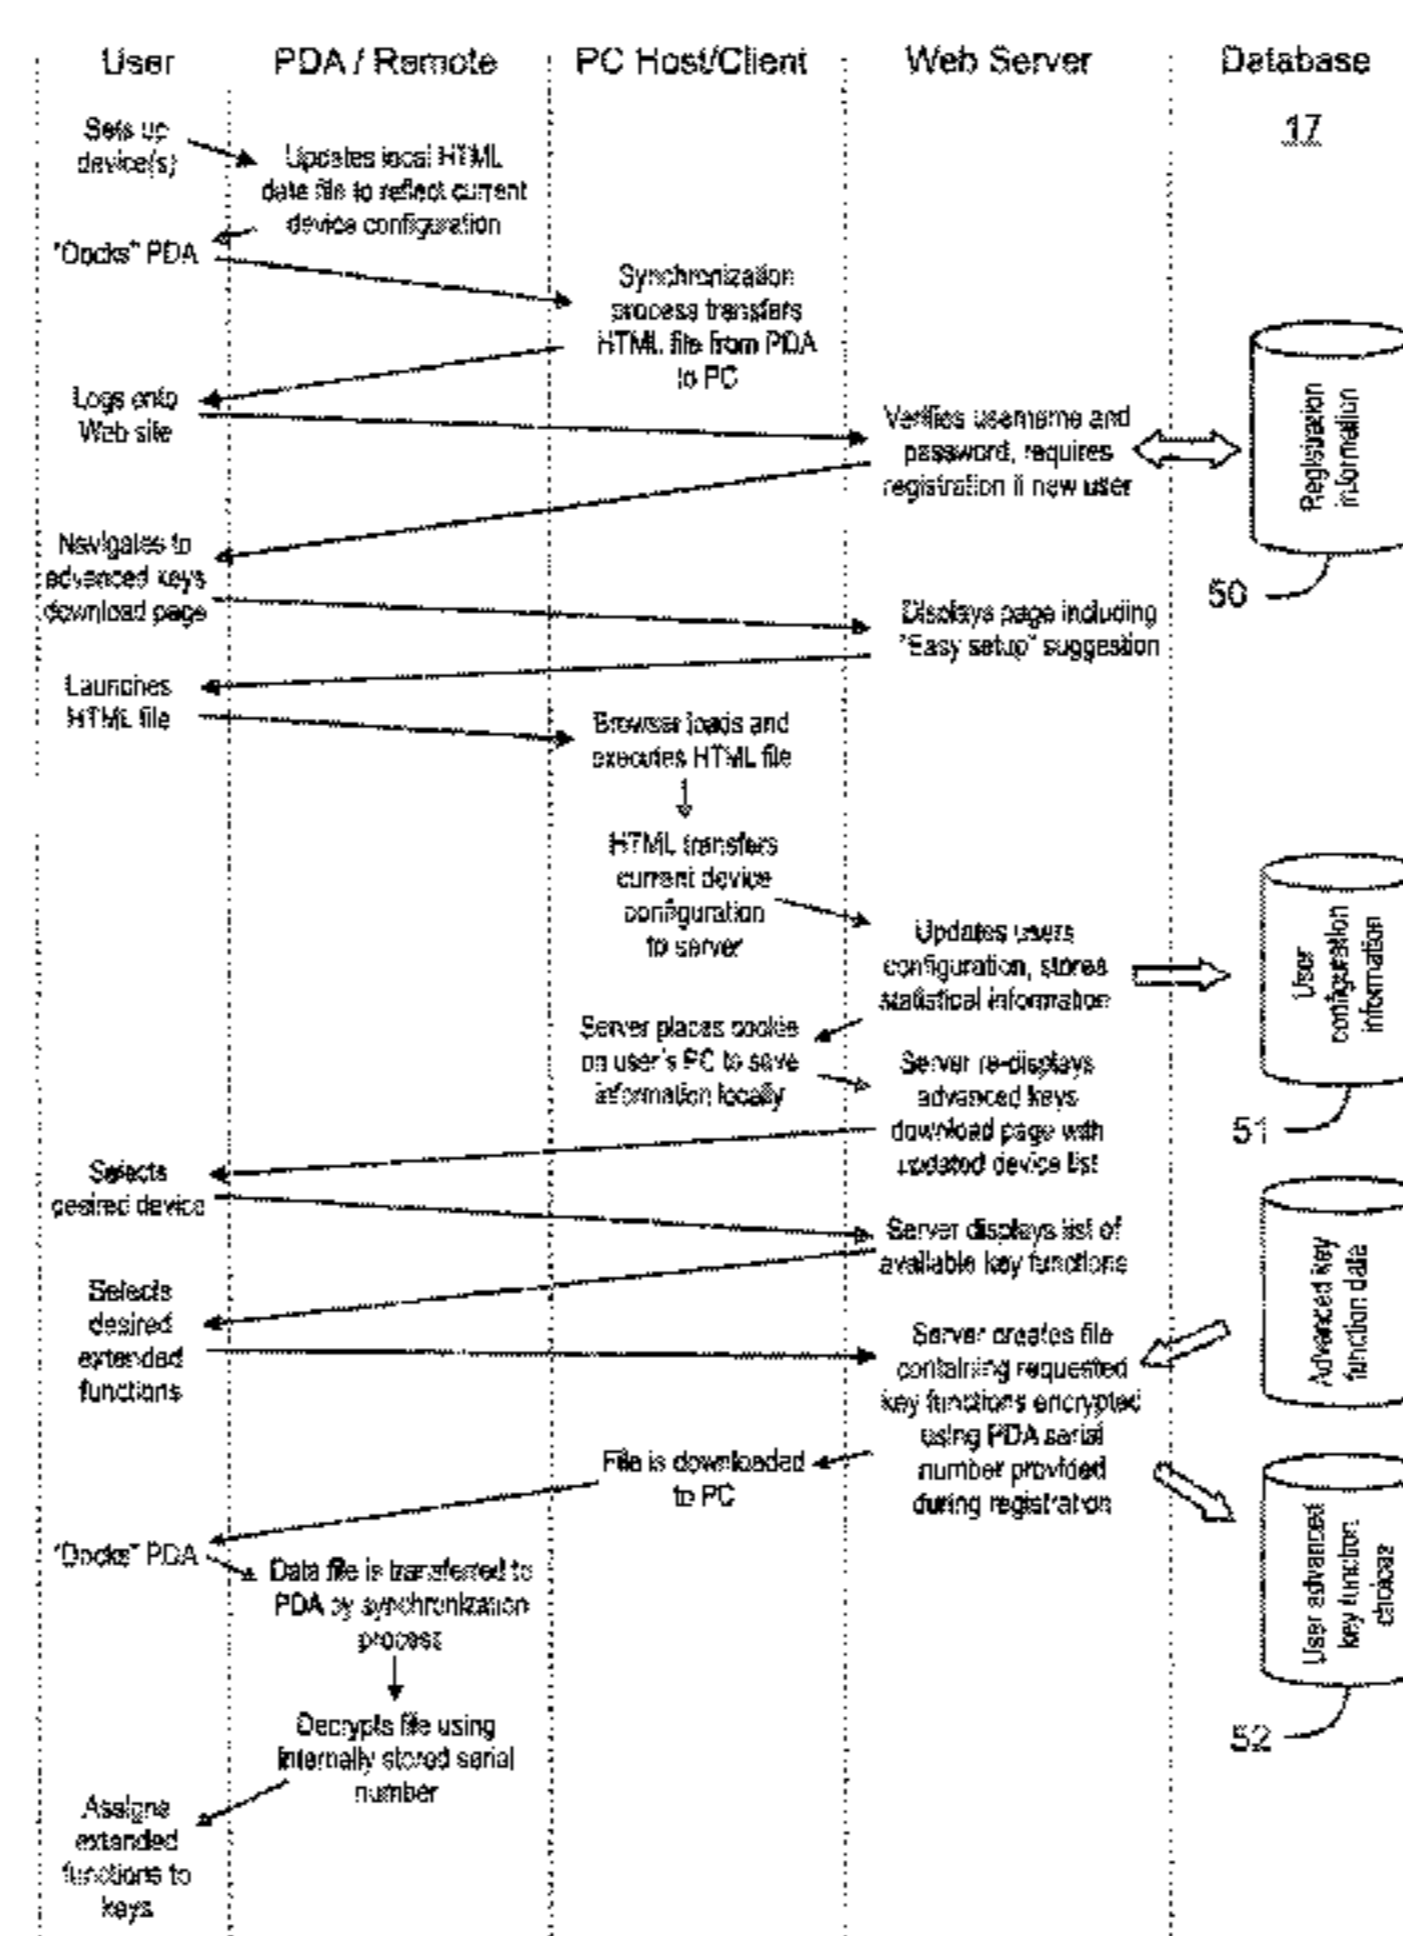 User
PDA / Remote
PC Host/Client
Web Server
Database
17
Sets up
device(s)
Updates local HTML
data file to reflect current
device configuration
"Docks" PDA
Synchronization
process transfers
HTML file from PDA
to PC
Logs onto
Web site
Verifies username and
password, requires
registration if new user
Registration
information
50
Navigates to
advanced keys
download page
Displays page including
"Easy setup" suggestion
Launches
HTML file
Browser loads and
executes HTML file
HTML transfers
current device
configuration
to server
Updates users
configuration, stores
statistical information
User
configuration
information
51
Server places cookie
on user's PC to save
information locally
Server re-displays
advanced keys
download page with
updated device list
Selects
desired device
Server displays list of
available key functions
Advanced key
function data
Selects
desired
extended
functions
Server creates file
containing requested
key functions encrypted
using PDA serial
number provided
during registration
File is downloaded
to PC
User advanced
key function
choices
52
"Docks" PDA
Data file is transferred to
PDA by synchronization
process
Decrypts file using
internally stored serial
number
Assigns
extended
functions to
keys